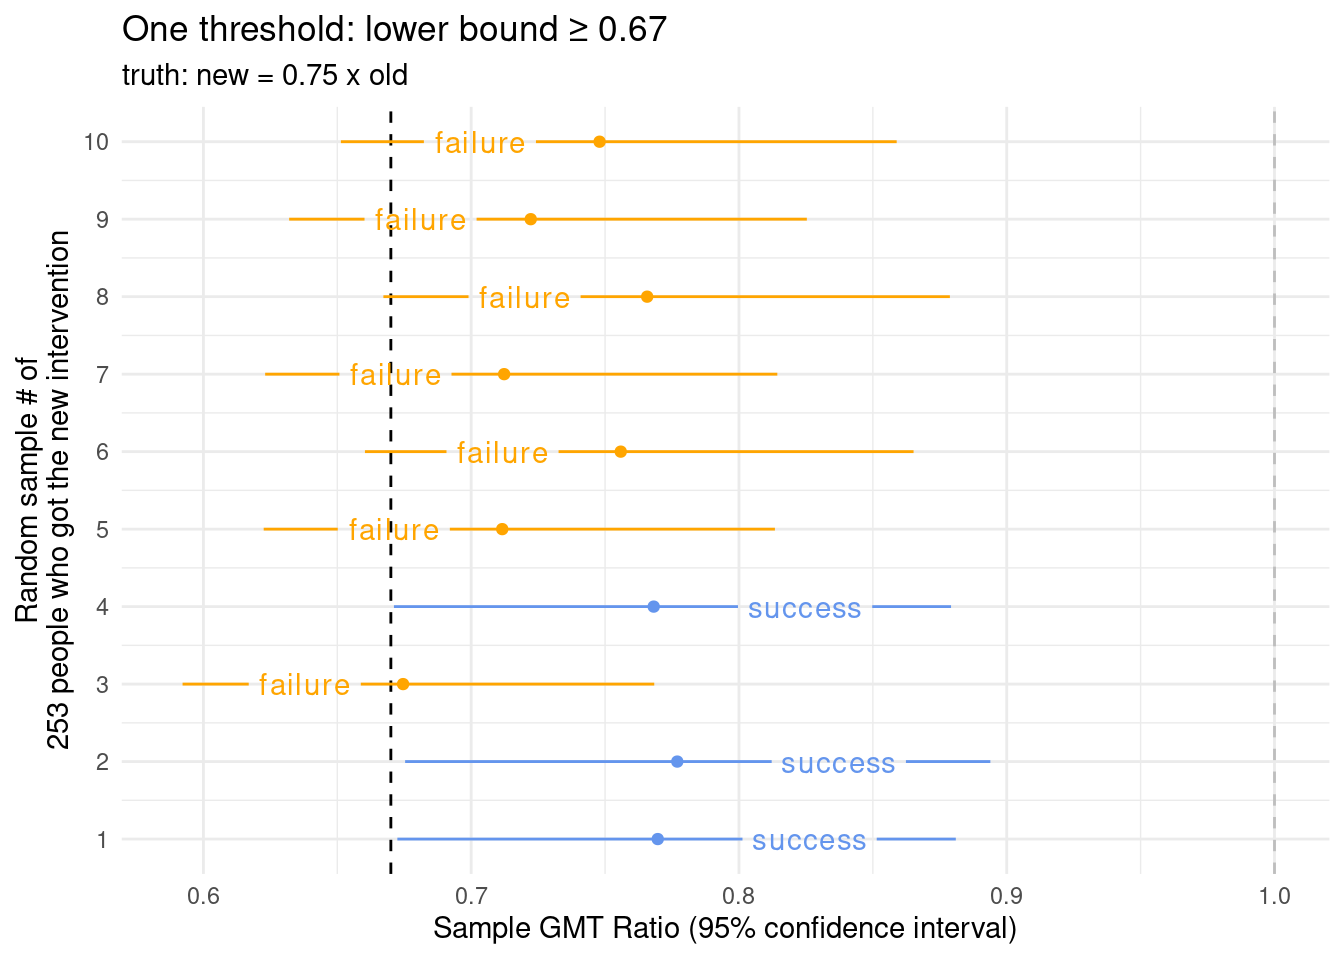 One threshold: lower bound ≥ 0.67
truth: new = 0.75 x old
Random sample # of
253 people who got the new intervention
10
failure
9
failure
8
failure
7
failure
6
failure
5
failure
4
success
3
failure
2
success
1
success
0.6
0.7
0.8
0.9
1.0
Sample GMT Ratio (95% confidence interval)